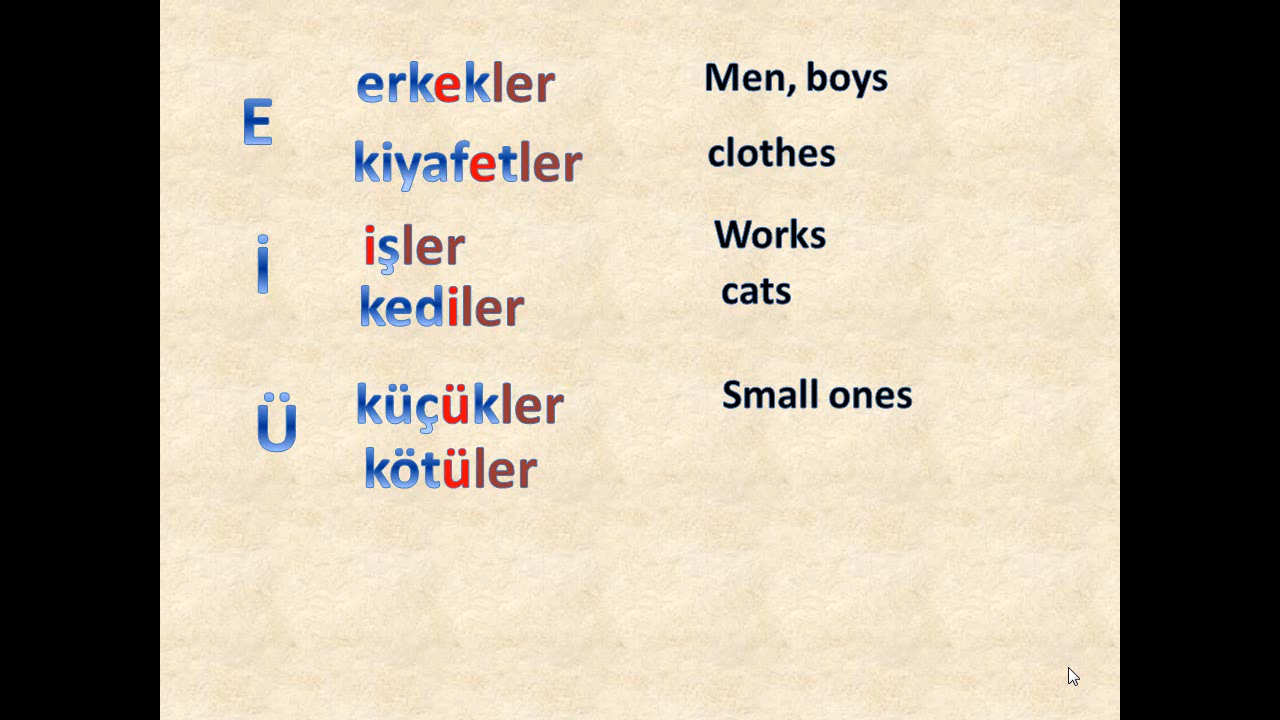 E
erkekler Men, boys
kiyafetler clothes
i
işler Works
kediler cats
Ü
küçükler Small ones
kötüler